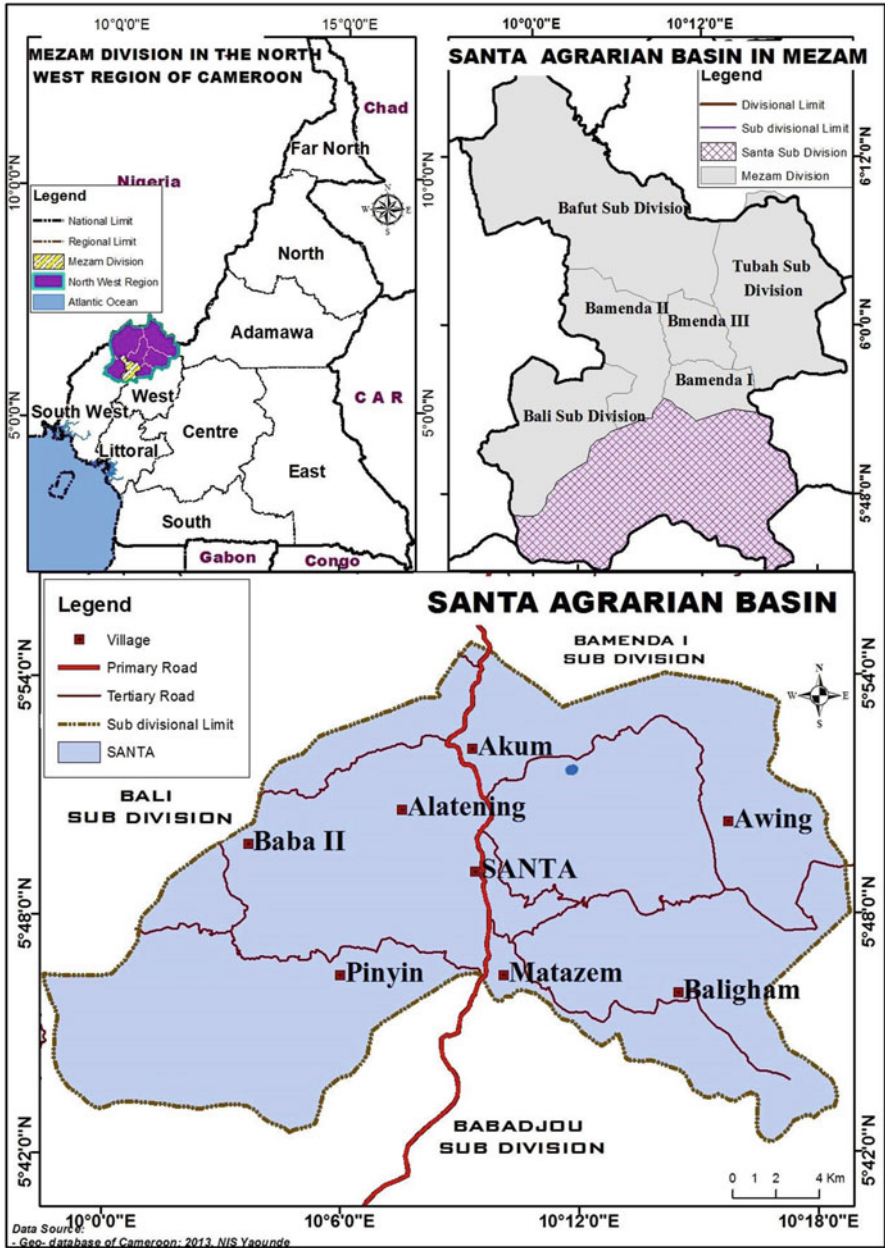 10°0'0"E
15°0'0"E
MEZAM DIVISION IN THE NORTH
WEST REGION OF CAMEROON
Chad
Far North
Nigeria
10°0'0"N
10°0'0"N
N
W E
S
Legend
National Limit
Regional Limit
Mezam Division
North West Region
Atlantic Ocean
North
Adamawa
CAR
West
South West
5°0'0"N
5°0'0"N
Centre
Littoral
East
South
Gabon
Congo
10°0'0"E
10°12'0"E
SANTA AGRARIAN BASIN IN MEZAM
Legend
Divisional Limit
Sub divisional Limit
Santa Sub Division
Mezam Division
6°12'0"N
Bafut Sub Division
Tubah Sub
Division
Bamenda II
Bmenda III
6°0'0"N
Bamenda I
Bali Sub Division
5°48'0"N
SANTA AGRARIAN BASIN
Legend
Village
Primary Road
Tertiary Road
Sub divisional Limit
SANTA
BAMENDA I
SUB DIVISION
5°54'0"N
5°54'0"N
N
W E
S
Akum
BALI
SUB DIVISION
Alatening
Awing
Baba II
SANTA
5°48'0"N
5°48'0"N
Pinyin
Matazem
Baligham
BABADJOU
SUB DIVISION
5°42'0"N
5°42'0"N
0 1 2 4 Km
10°0'0"E
10°6'0"E
10°12'0"E
10°18'0"E
Data Source:
- Geo- database of Cameroon; 2013, NIS Yaounde